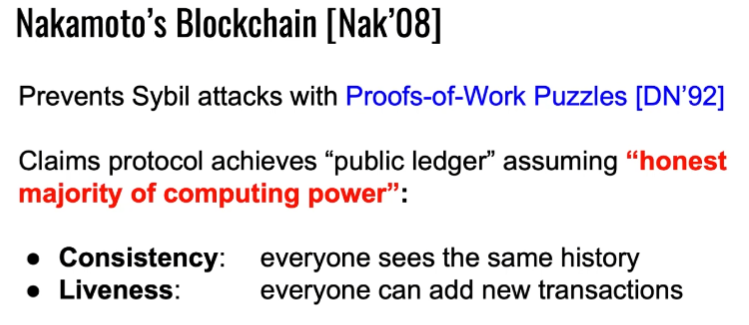 Nakamoto’s Blockchain [Nak’08]
Prevents Sybil attacks with Proofs-of-Work Puzzles [DN’92]
Claims protocol achieves “public ledger” assuming “honest
majority of computing power”:
● Consistency: everyone sees the same history
● Liveness: everyone can add new transactions